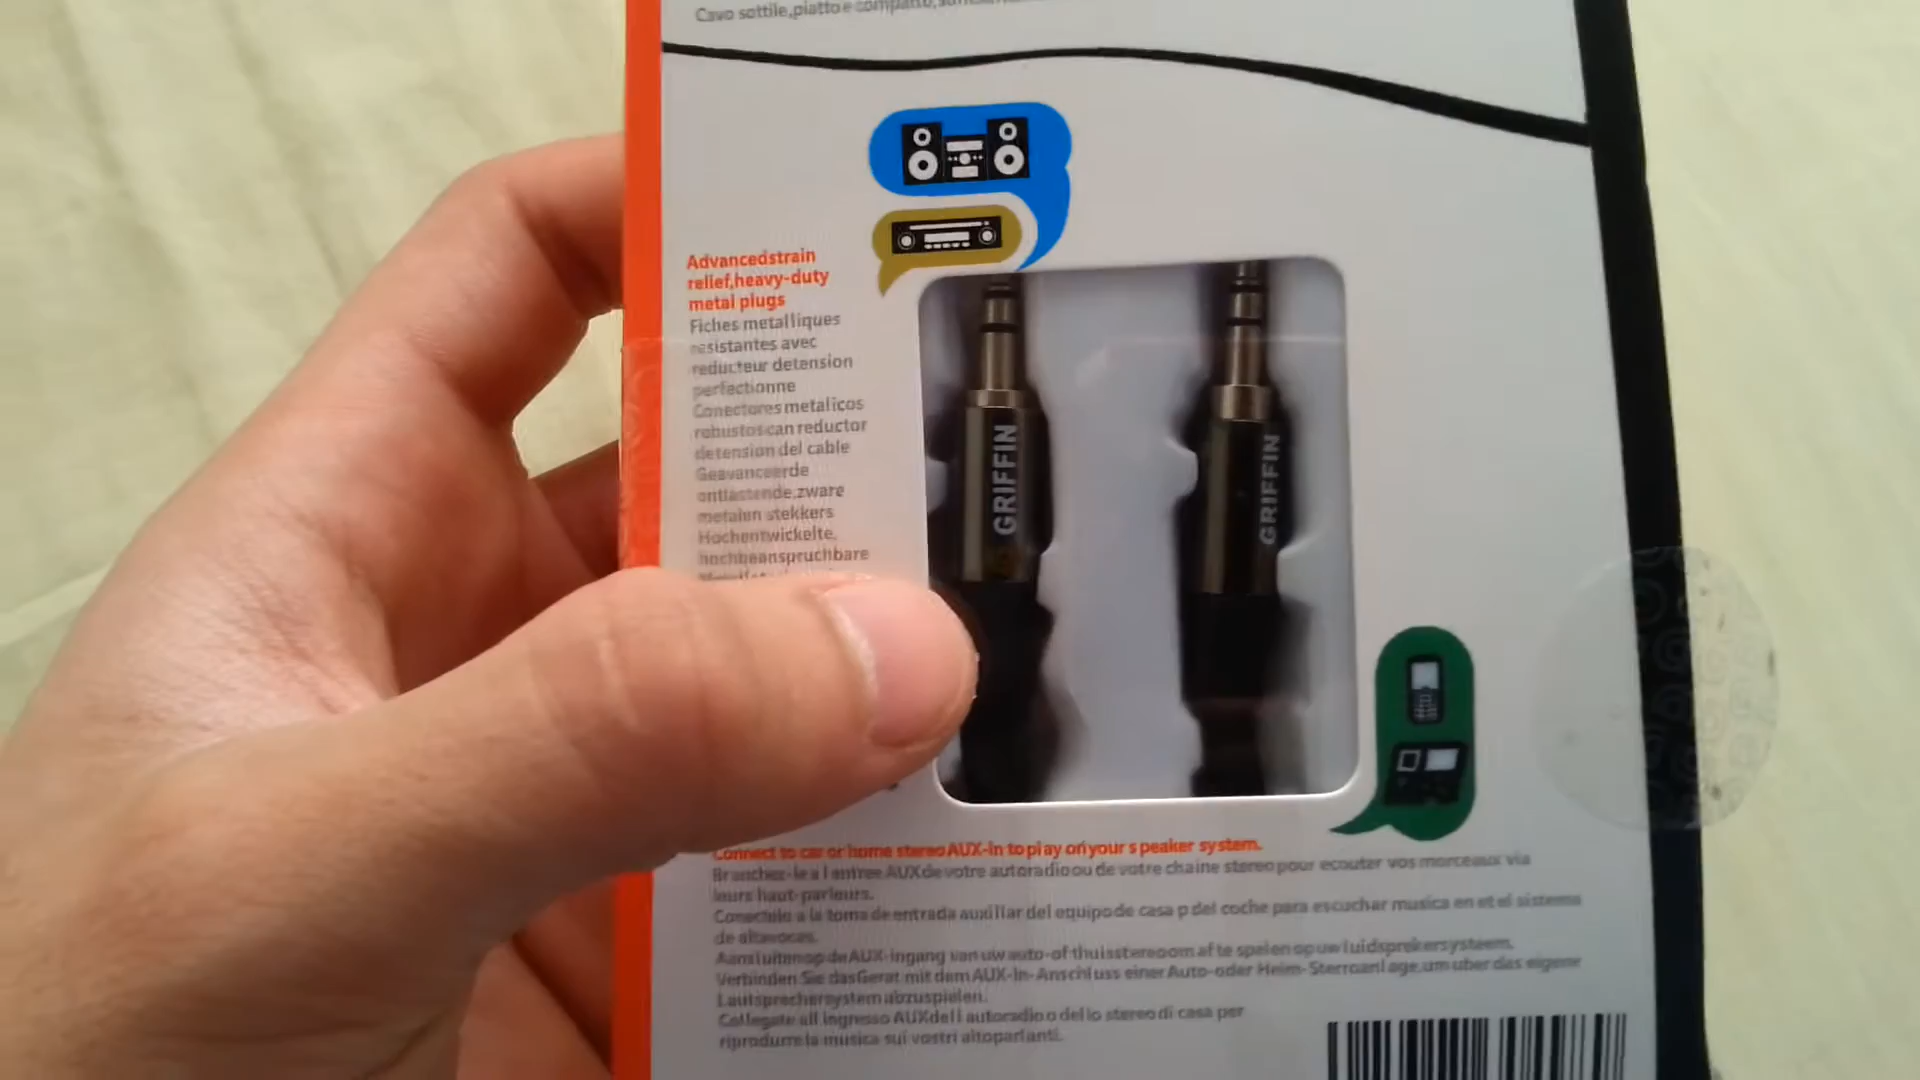 Cavo sottile,piatto e compatto,
Advancedstrain
relief,heavy-duty
metal plugs
Fiches metalliques
resistantes avec
reducteur detension
perfectionne
Conectores metalicos
robustoscan reductor
detension del cable
Geavanceerde
ontlastende,zware
metalen stekkers
Hochentwickelte,
hochbeanspruchbare
GRIFFIN
GRIFFIN
Connect to car or home stereo AUX-in to play on your speaker system.
Branchez-le a l entree AUX de votre autoradio ou de votre chaine stereo pour ecouter vos morceaux via
leurs haut-parleurs.
Conectelo a la toma de entrada auxiliar del equipo de casa p del coche para escuchar musica en et el sistema
de altavoces.
Aansluiten op de AUX-ingang van uw auto-of thuisstereo om af te spelen op uw luidsprekersysteem.
Verbinden Sie das Gerat mit dem AUX-In-Anschluss einer Auto-oder Heim-Sterroanlage, um uber das eigene
Lautsprechersystem abzuspielen.
Collegate all ingresso AUX dell autoradio o dello stereo di casa per
riprodurre la musica sui vostri altoparlanti.